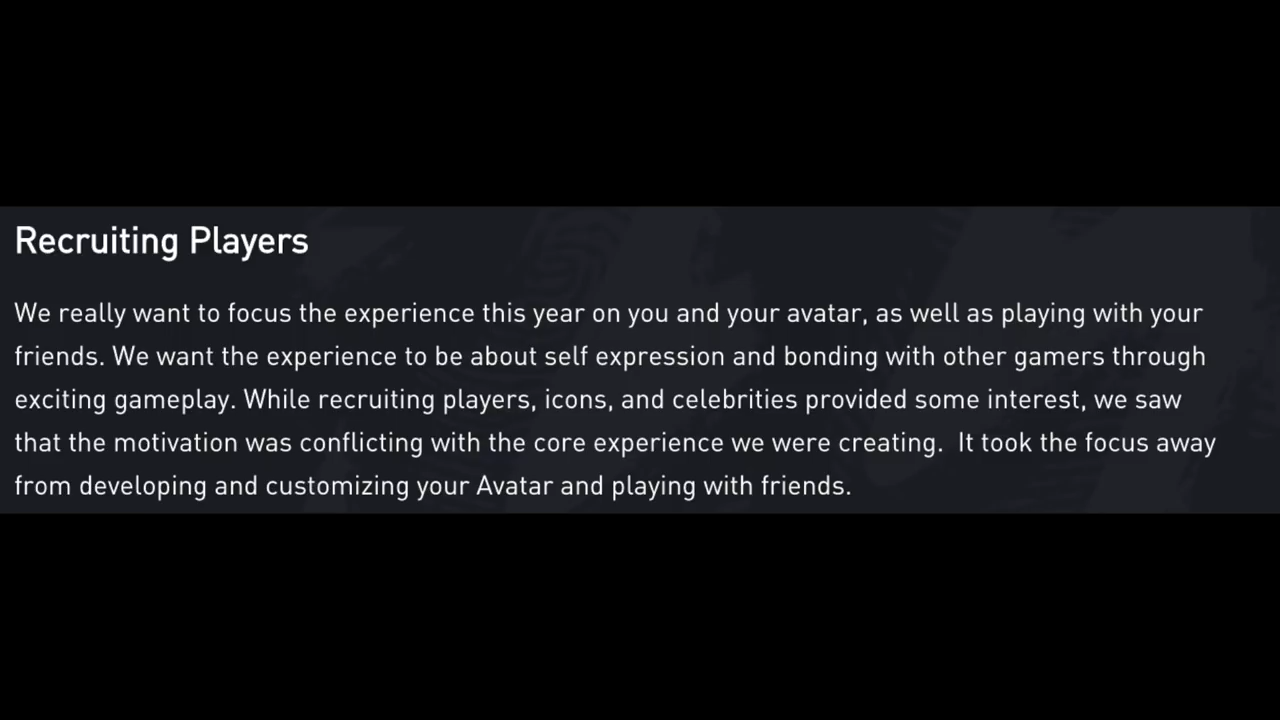 Recruiting Players
We really want to focus the experience this year on you and your avatar, as well as playing with your
friends. We want the experience to be about self expression and bonding with other gamers through
exciting gameplay. While recruiting players, icons, and celebrities provided some interest, we saw
that the motivation was conflicting with the core experience we were creating.  It took the focus away
from developing and customizing your Avatar and playing with friends.